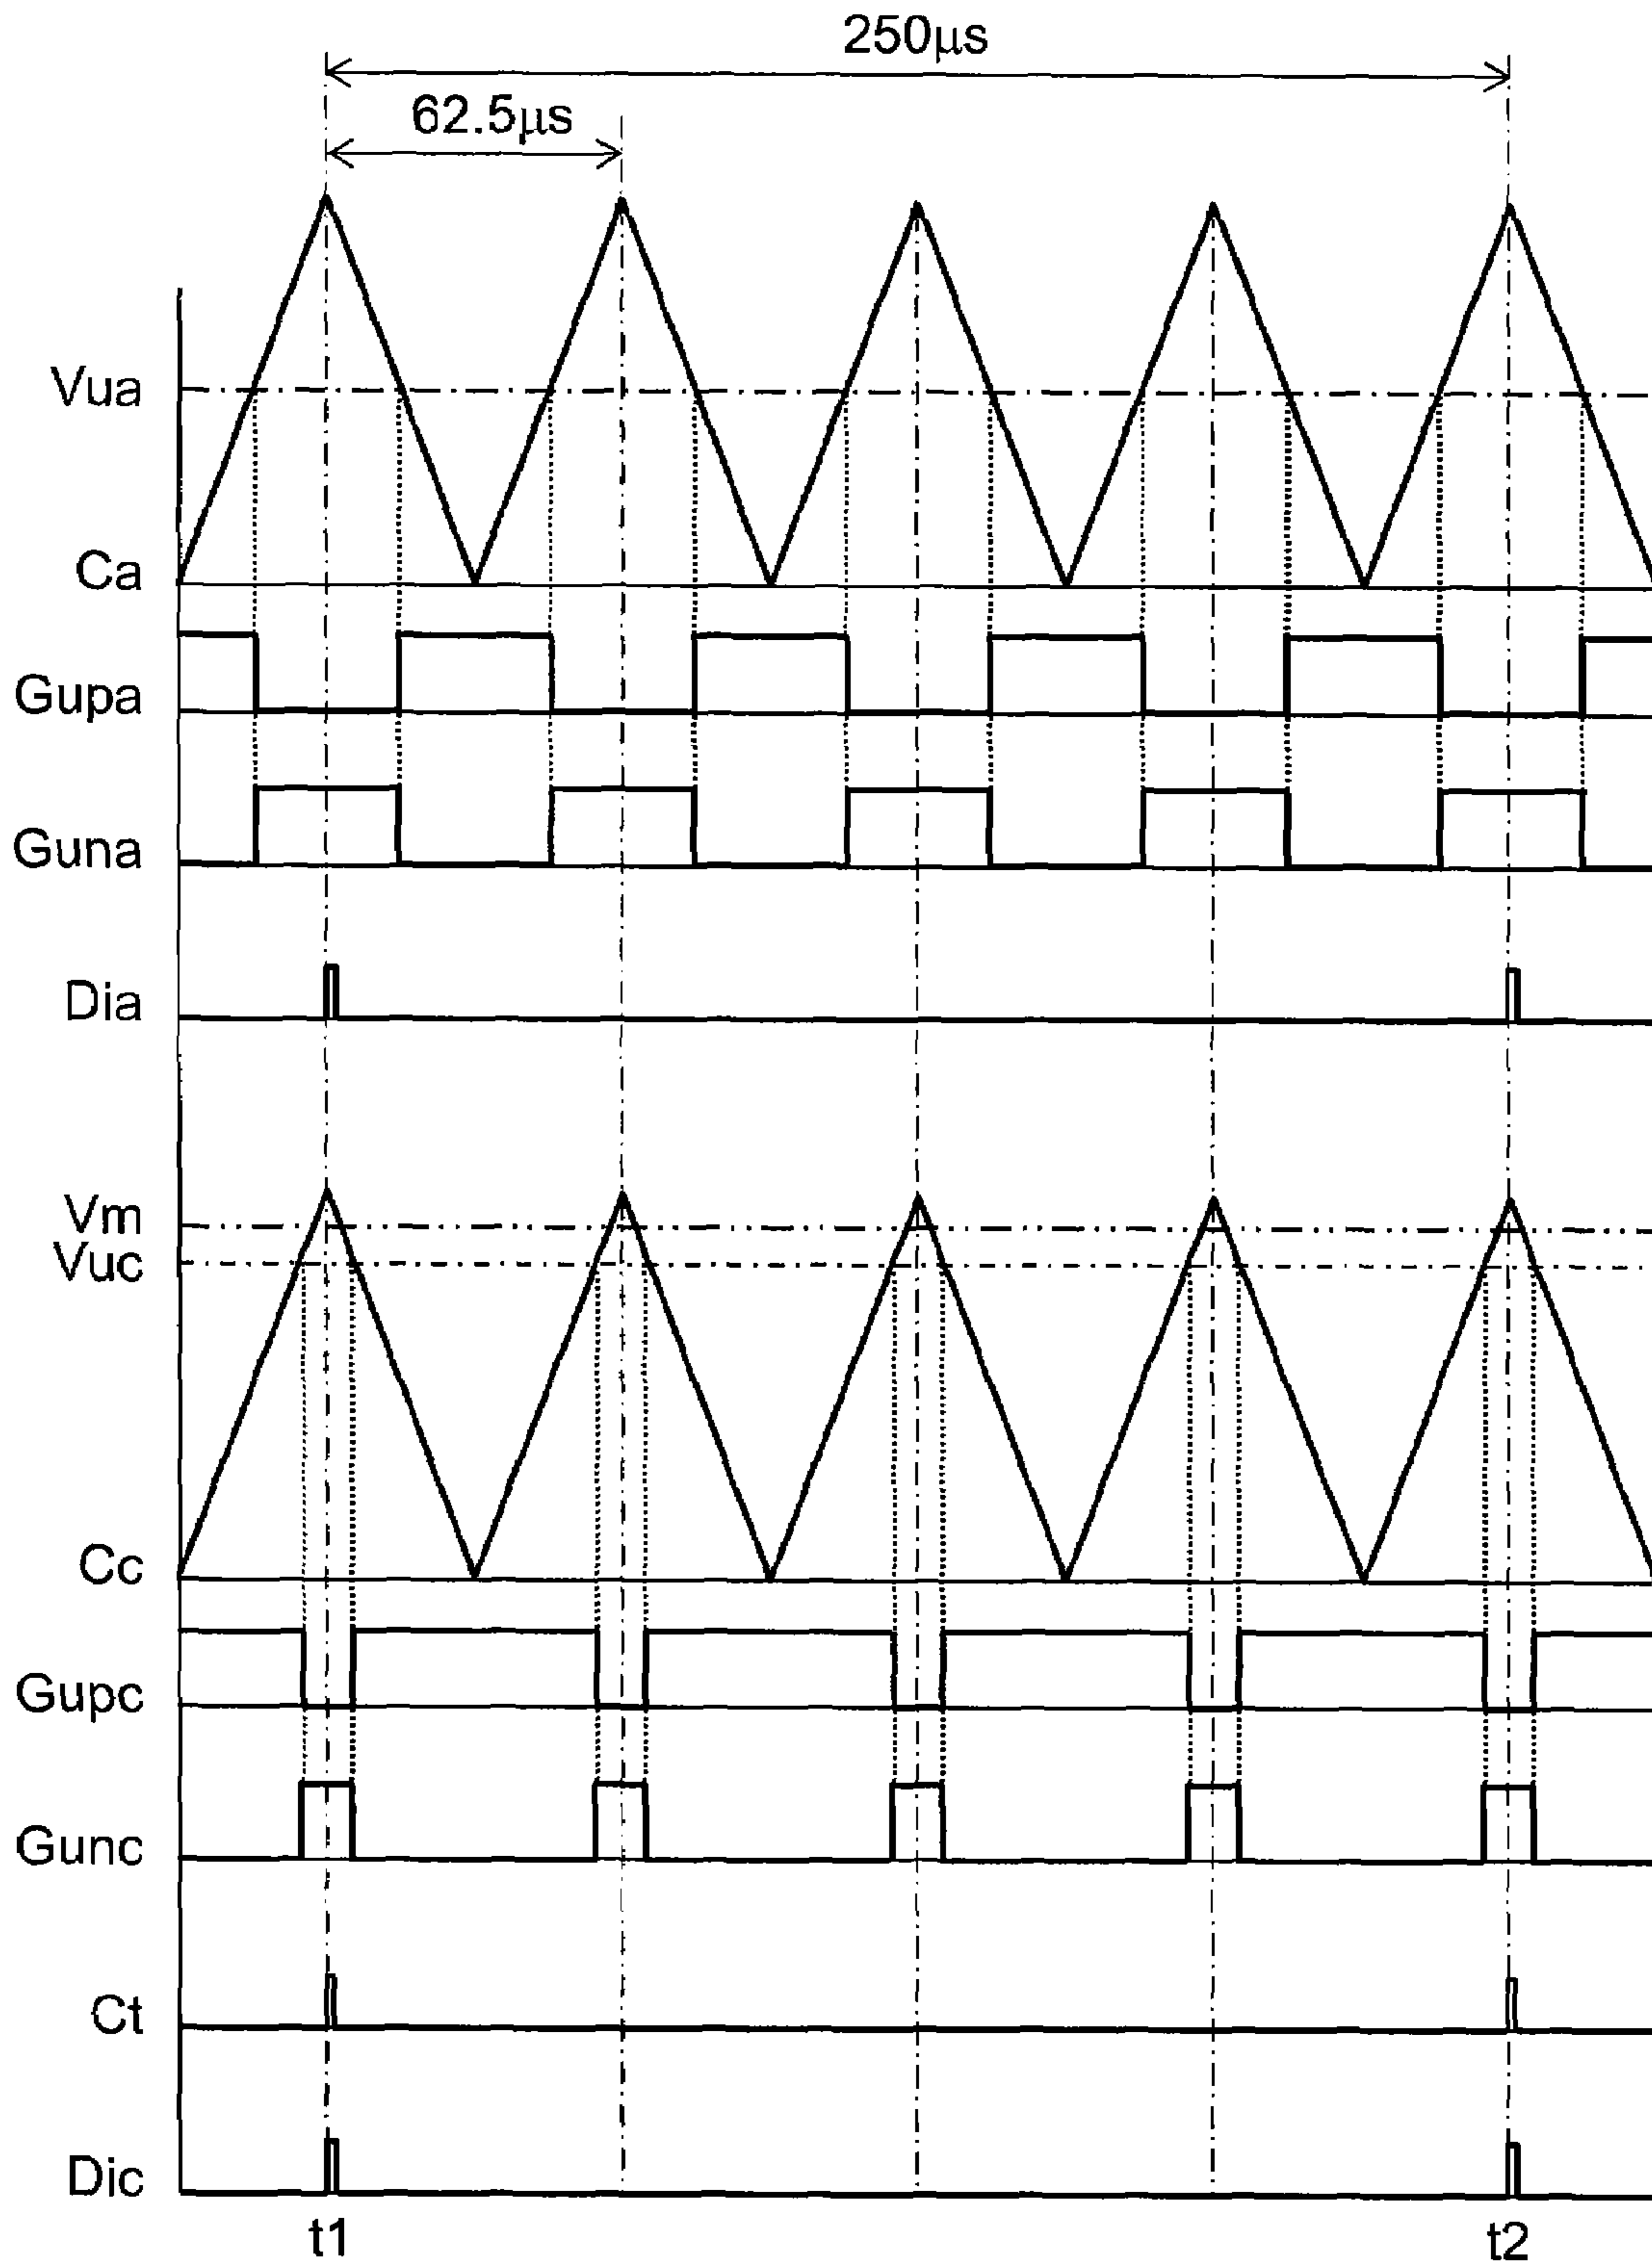 250μs
62.5μs
Vua
Ca
Gupa
Guna
Dia
Vm
Vuc
Cc
Gupc
Gunc
Ct
Dic
t1 t2